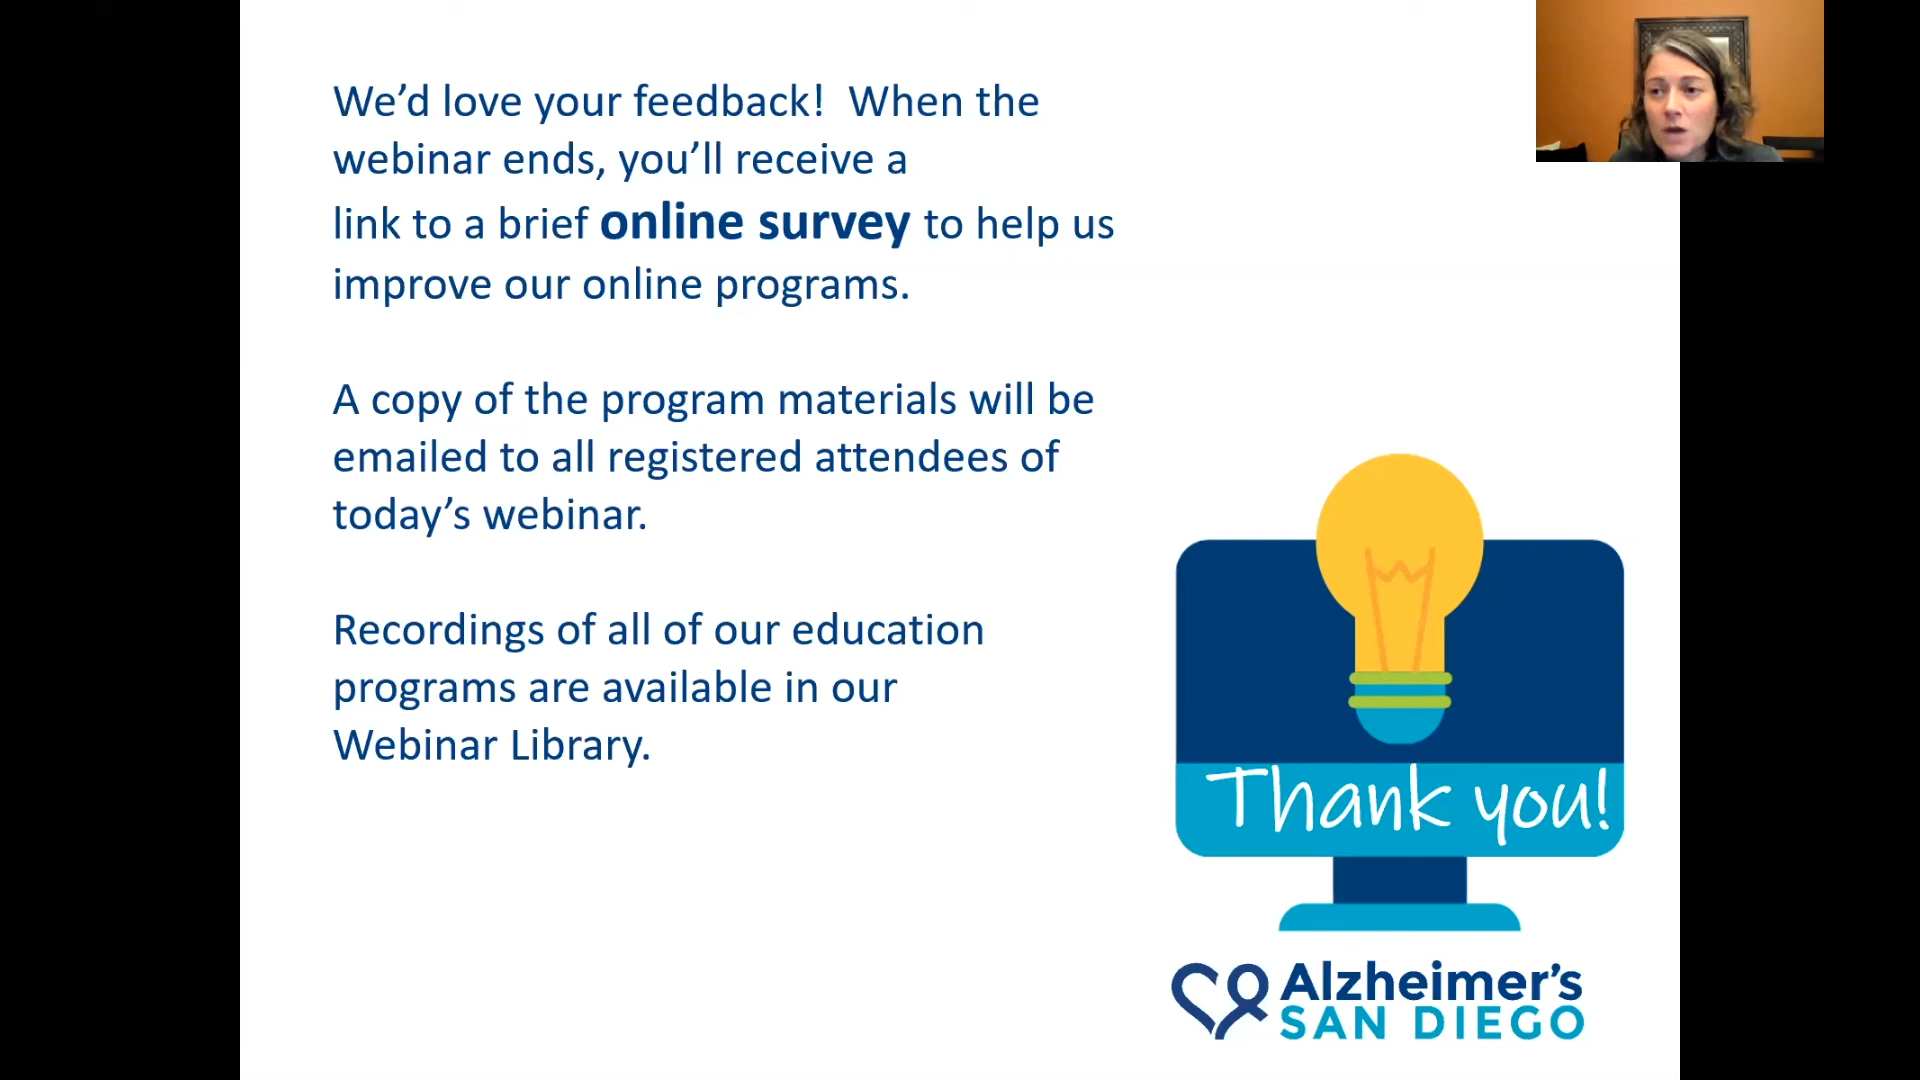 We’d love your feedback!  When the
webinar ends, you’ll receive a
link to a brief online survey to help us
improve our online programs.
A copy of the program materials will be
emailed to all registered attendees of
today’s webinar.
Recordings of all of our education
programs are available in our
Webinar Library.
Thank you!
Alzheimer’s
SAN DIEGO